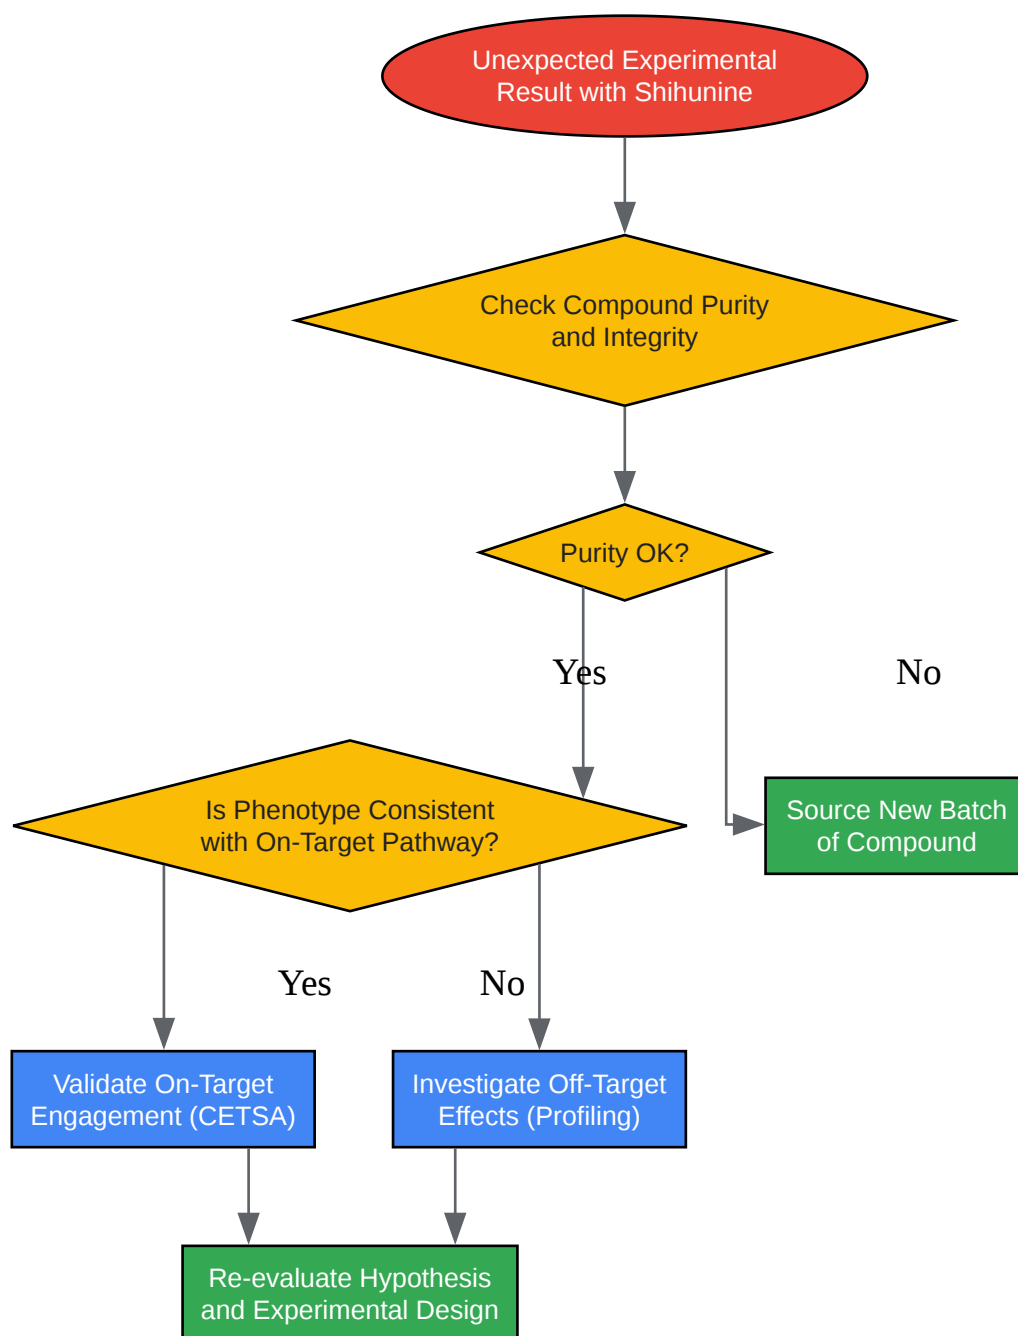 Unexpected Experimental
Result with Shihunine
Check Compound Purity
and Integrity
Purity OK?
Yes
No
Is Phenotype Consistent
with On-Target Pathway?
Source New Batch
of Compound
Yes
No
Validate On-Target
Engagement (CETSA)
Investigate Off-Target
Effects (Profiling)
Re-evaluate Hypothesis
and Experimental Design